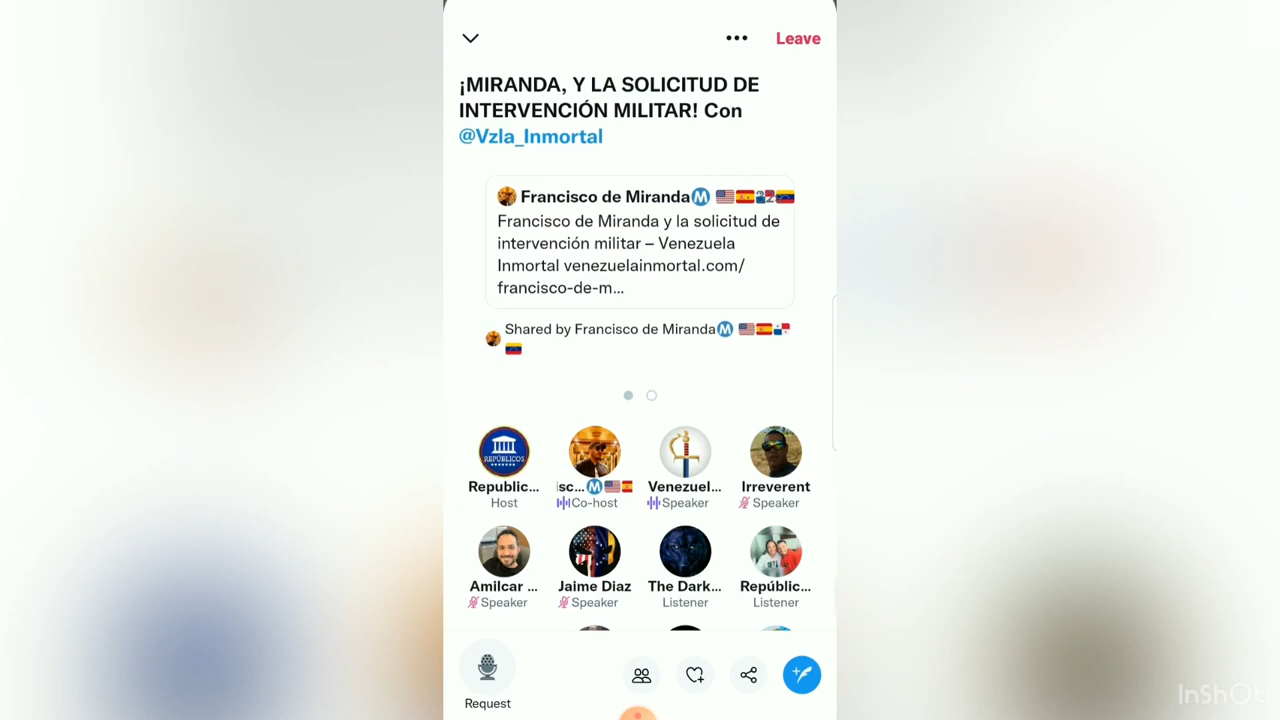 Leave
¡MIRANDA, Y LA SOLICITUD DE
INTERVENCIÓN MILITAR! Con
@Vzla_Inmortal
Francisco de Miranda M
Francisco de Miranda y la solicitud de
intervención militar – Venezuela
Inmortal venezuelainmortal.com/
francisco-de-m...
Shared by Francisco de Miranda M
REPÚBLICOS
Republic... isc... M Venezuel... Irreverent
Host Co-host Speaker Speaker
Amilcar ... Jaime Diaz The Dark... Repúblic...
Speaker Speaker Listener Listener
Request
InShOt